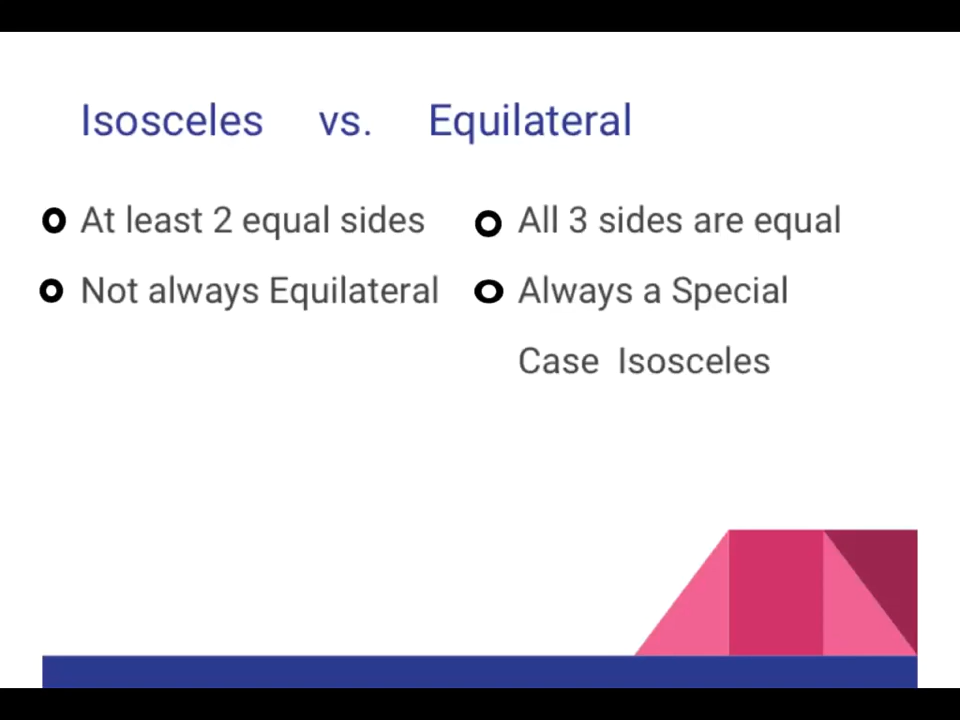 Isosceles vs. Equilateral
At least 2 equal sides
Not always Equilateral
All 3 sides are equal
Always a Special
Case Isosceles